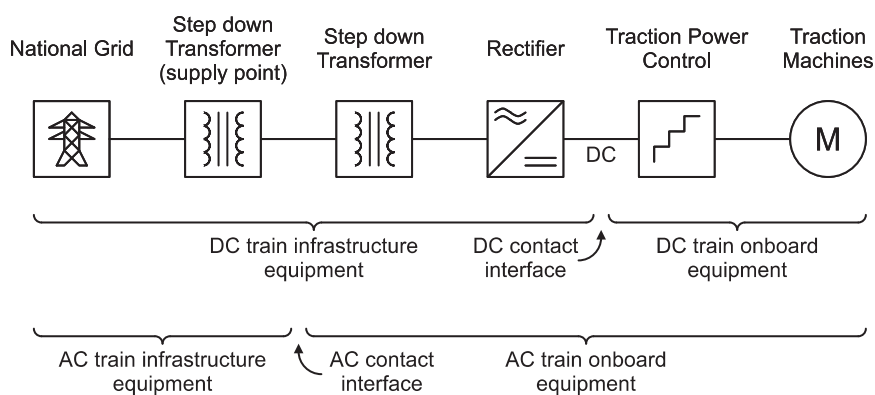 National Grid
Step down
Transformer
(supply point)
Step down
Transformer
Rectifier
Traction Power
Control
Traction
Machines
DC
M
DC train infrastructure
equipment
DC contact
interface
DC train onboard
equipment
AC train infrastructure
equipment
AC contact
interface
AC train onboard
equipment